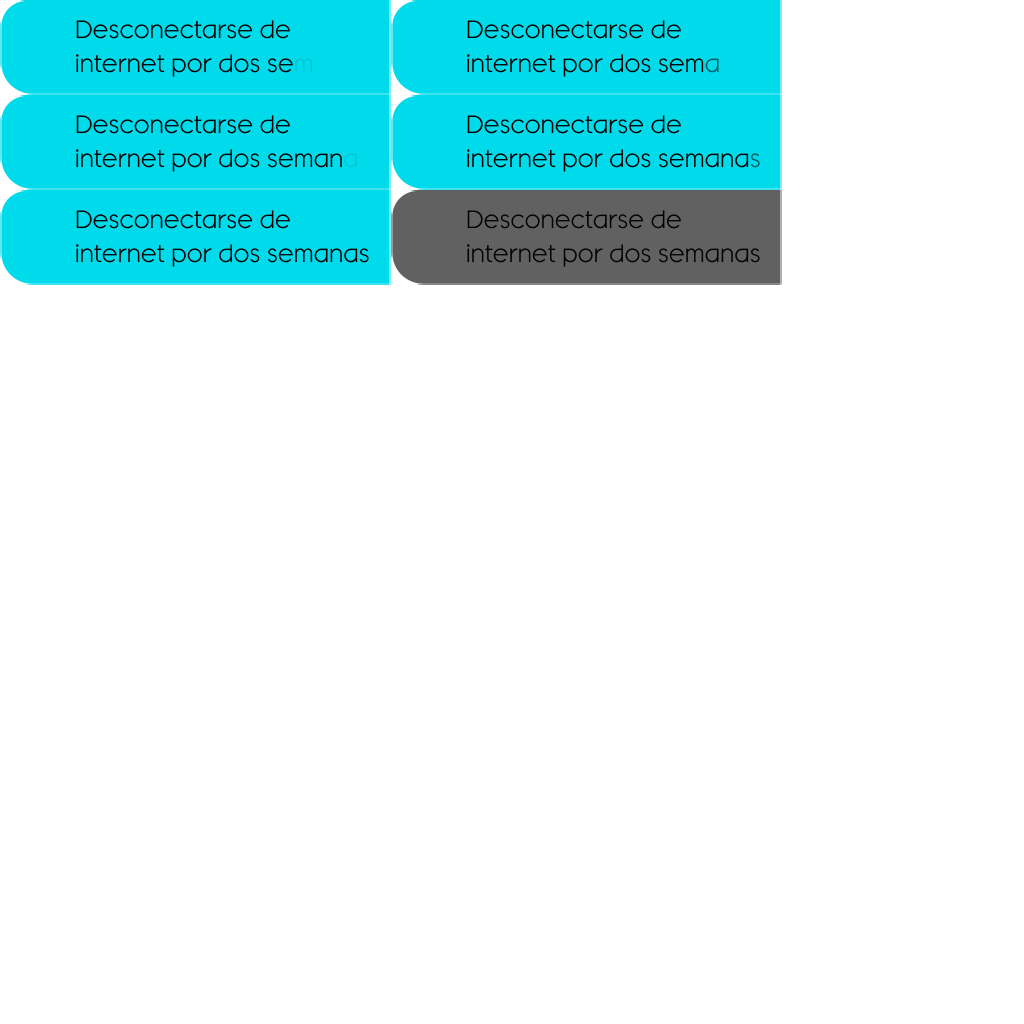 Desconectarse de
internet por dos sem
Desconectarse de
internet por dos sema
Desconectarse de
internet por dos semana
Desconectarse de
internet por dos semanas
Desconectarse de
internet por dos semanas
Desconectarse de
internet por dos semanas